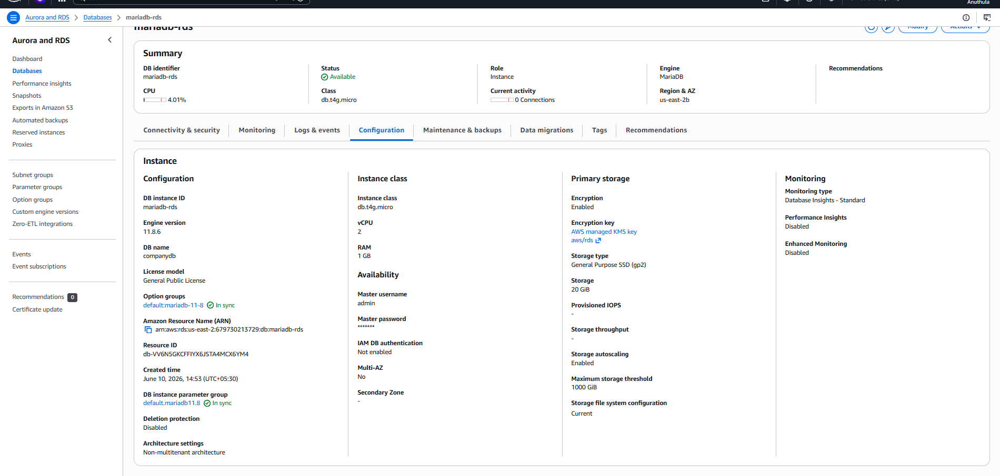 Anuthula
Aurora and RDS
Databases
mariadb-rds
mariadb-rds
Modify
Actions
Aurora and RDS
Dashboard
Databases
Performance insights
Snapshots
Exports in Amazon S3
Automated backups
Reserved instances
Proxies
Subnet groups
Parameter groups
Option groups
Custom engine versions
Zero-ETL integrations
Events
Event subscriptions
Recommendations 0
Certificate update
Summary
DB identifier
mariadb-rds
CPU
4.01%
Status
Available
Class
db.t4g.micro
Role
Instance
Current activity
0 Connections
Engine
MariaDB
Region & AZ
us-east-2b
Recommendations
Connectivity & security
Monitoring
Logs & events
Configuration
Maintenance & backups
Data migrations
Tags
Recommendations
Instance
Configuration
DB instance ID
mariadb-rds
Engine version
11.8.6
DB name
companydb
License model
General Public License
Option groups
default:mariadb-11-8 In sync
Amazon Resource Name (ARN)
arn:aws:rds:us-east-2:679730213729:db:mariadb-rds
Resource ID
db-VV6N5GKCFFIYX6JSTA4MCX6YM4
Created time
June 10, 2026, 14:53 (UTC+05:30)
DB instance parameter group
default.mariadb11.8 In sync
Deletion protection
Disabled
Architecture settings
Non-multitenant architecture
Instance class
Instance class
db.t4g.micro
vCPU
2
RAM
1 GB
Availability
Master username
admin
Master password
*******
IAM DB authentication
Not enabled
Multi-AZ
No
Secondary Zone
-
Primary storage
Encryption
Enabled
Encryption key
AWS managed KMS key
aws/rds
Storage type
General Purpose SSD (gp2)
Storage
20 GiB
Provisioned IOPS
-
Storage throughput
-
Storage autoscaling
Enabled
Maximum storage threshold
1000 GiB
Storage file system configuration
Current
Monitoring
Monitoring type
Database Insights - Standard
Performance Insights
Disabled
Enhanced Monitoring
Disabled